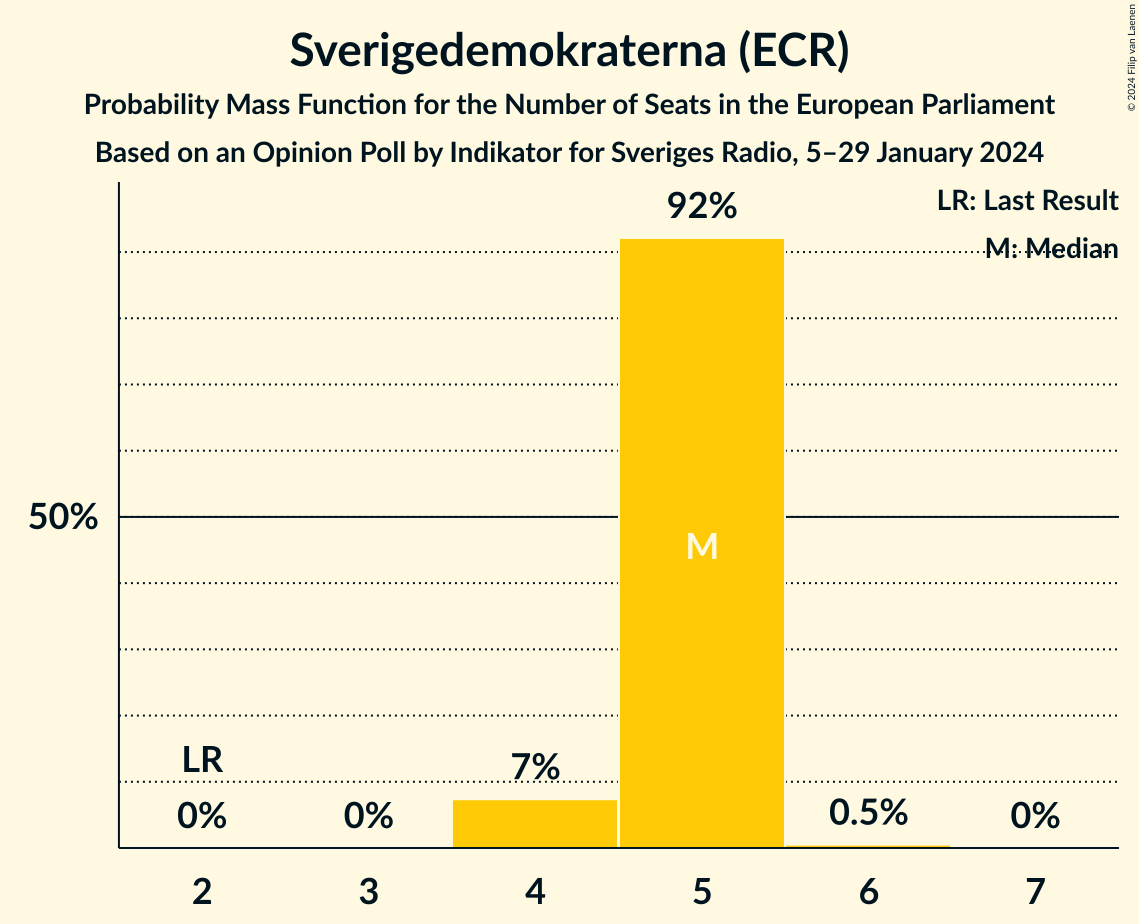 Sverigedemokraterna (ECR)
Probability Mass Function for the Number of Seats in the European Parliament
Based on an Opinion Poll by Indikator for Sveriges Radio, 5–29 January 2024
© 2024 Filip van Laenen
LR: Last Result
M: Median
92%
50%
M
LR
7%
0%
0%
0.5%
0%
2 3 4 5 6 7